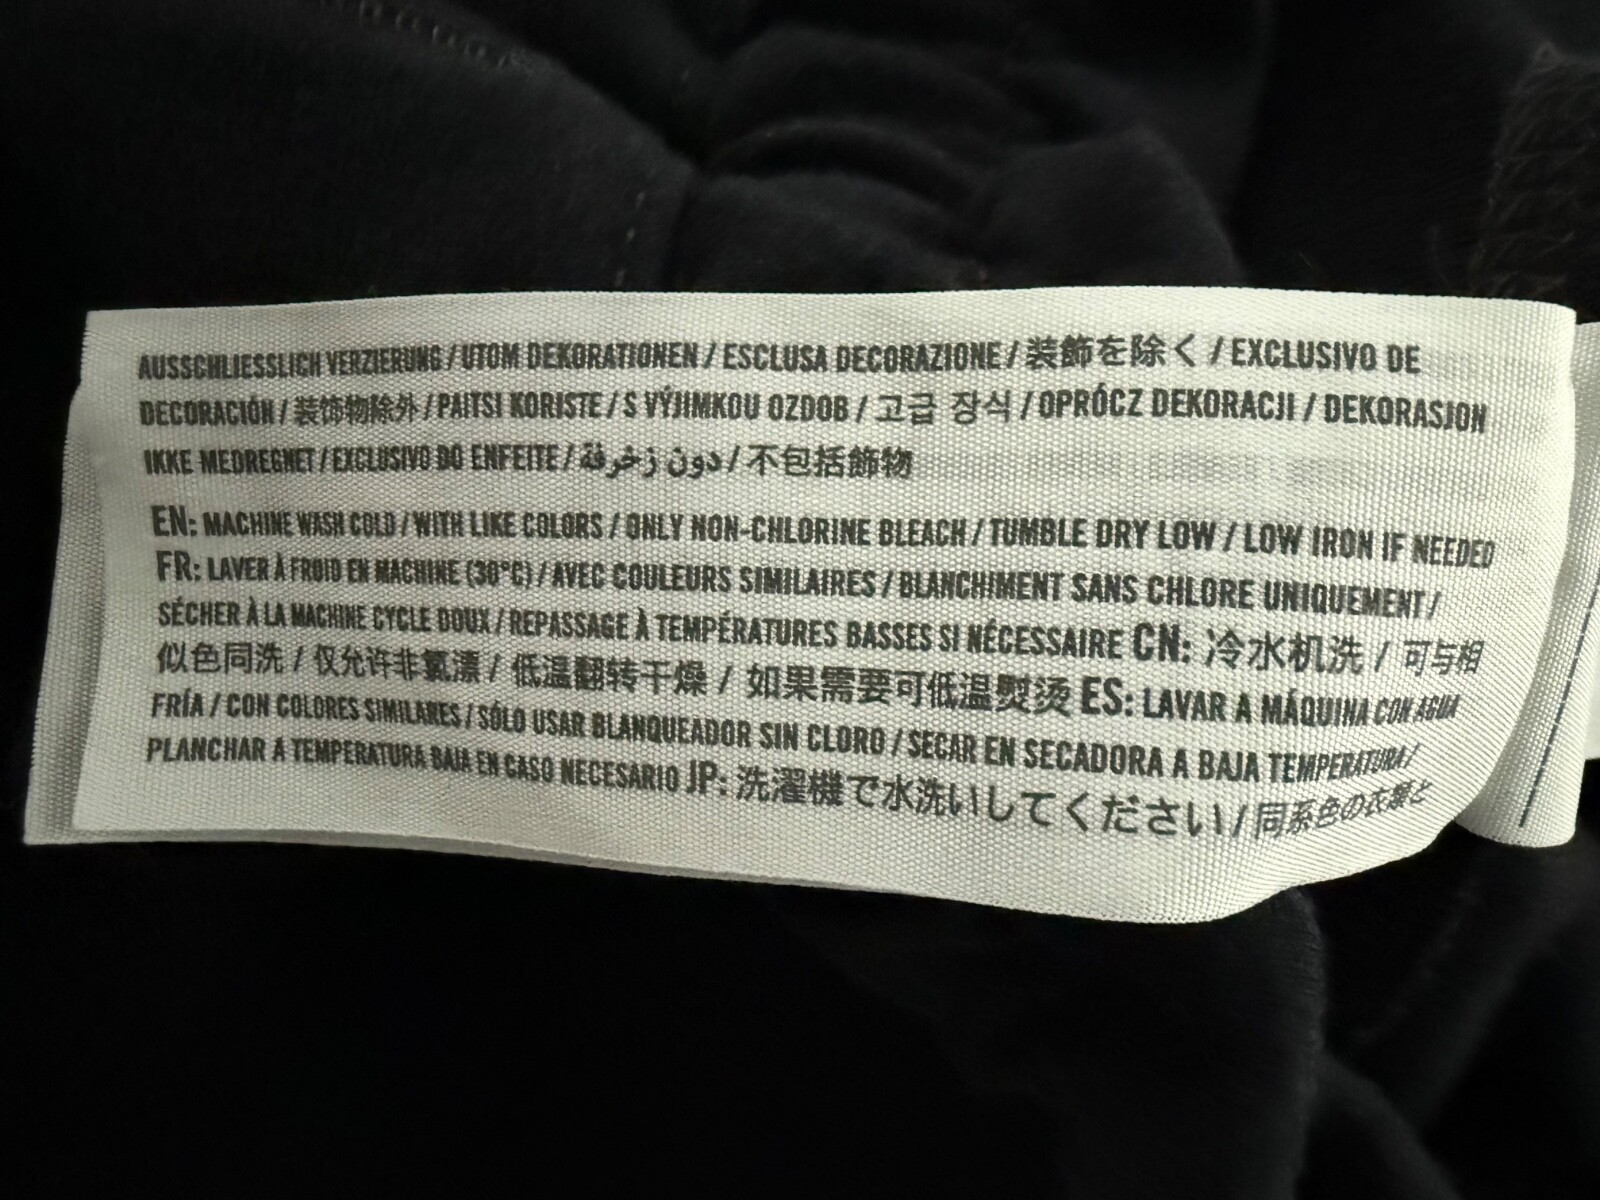 AUSSCHLIESSLICH VERZIERUNG / UTOM DEKORATIONEN / ESCLUSA DECORAZIONE / 装飾を除く / EXCLUSIVO DE
DECORACIÓN / 装饰物除外 / PAITSI KORISTE / S VÝJIMKOU OZDOB / 고급 장식 / OPRÓCZ DEKORACJI / DEKORASJON
IKKE MEDREGNET / EXCLUSIVO DO ENFEITE / دون زخرفة / 不包括飾物
EN: MACHINE WASH COLD / WITH LIKE COLORS / ONLY NON-CHLORINE BLEACH / TUMBLE DRY LOW / LOW IRON IF NEEDED
FR: LAVER À FROID EN MACHINE (30°C) / AVEC COULEURS SIMILAIRES / BLANCHIMENT SANS CHLORE UNIQUEMENT /
SÉCHER À LA MACHINE CYCLE DOUX / REPASSAGE À TEMPÉRATURES BASSES SI NÉCESSAIRE CN: 冷水机洗 / 可与相
似色同洗 / 仅允许非氯漂 / 低温翻转干燥 / 如果需要可低温熨烫 ES: LAVAR A MÁQUINA CON AGUA
FRÍA / CON COLORES SIMILARES / SÓLO USAR BLANQUEADOR SIN CLORO / SECAR EN SECADORA A BAJA TEMPERATURA /
PLANCHAR A TEMPERATURA BAJA EN CASO NECESARIO JP: 洗濯機で水洗いしてください / 同系色の衣類と